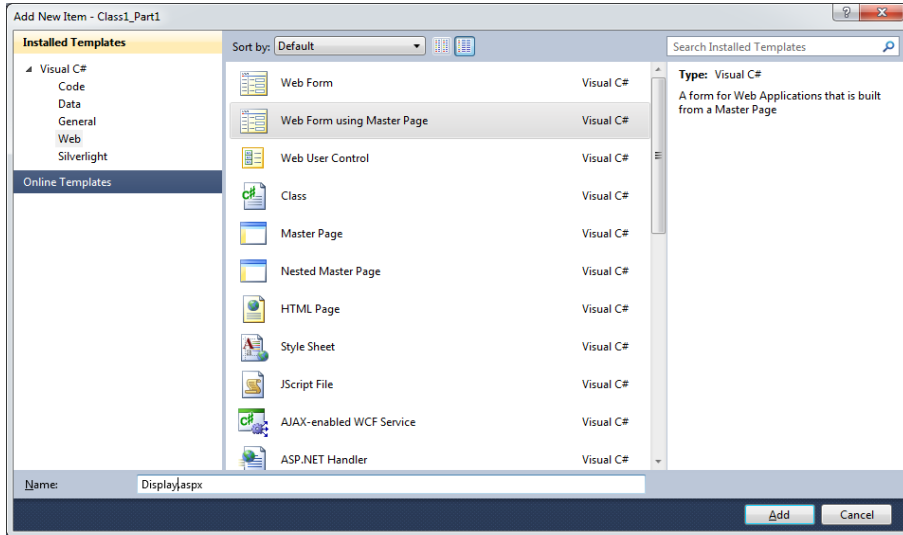 Add New Item - Class1_Part1
Installed Templates
Visual C#
Code
Data
General
Web
Silverlight
Online Templates
Sort by: Default
Web Form Visual C#
Web Form using Master Page Visual C#
Web User Control Visual C#
Class Visual C#
Master Page Visual C#
Nested Master Page Visual C#
HTML Page Visual C#
Style Sheet Visual C#
JScript File Visual C#
AJAX-enabled WCF Service Visual C#
ASP.NET Handler Visual C#
Search Installed Templates
Type: Visual C#
A form for Web Applications that is built
from a Master Page
Name: Display.aspx
Add Cancel